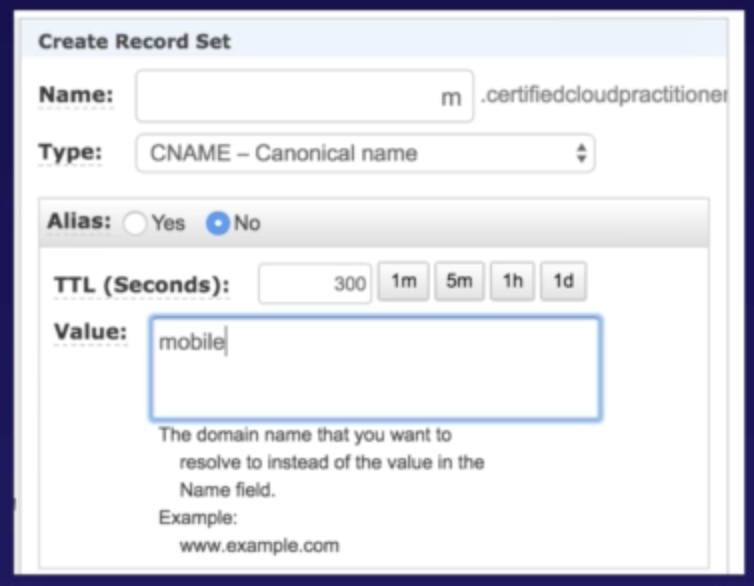 Create Record Set
Name: m .certifiedcloudpractitioner
Type: CNAME – Canonical name
Alias: Yes No
TTL (Seconds): 300 1m 5m 1h 1d
Value: mobile
The domain name that you want to
resolve to instead of the value in the
Name field.
Example:
www.example.com